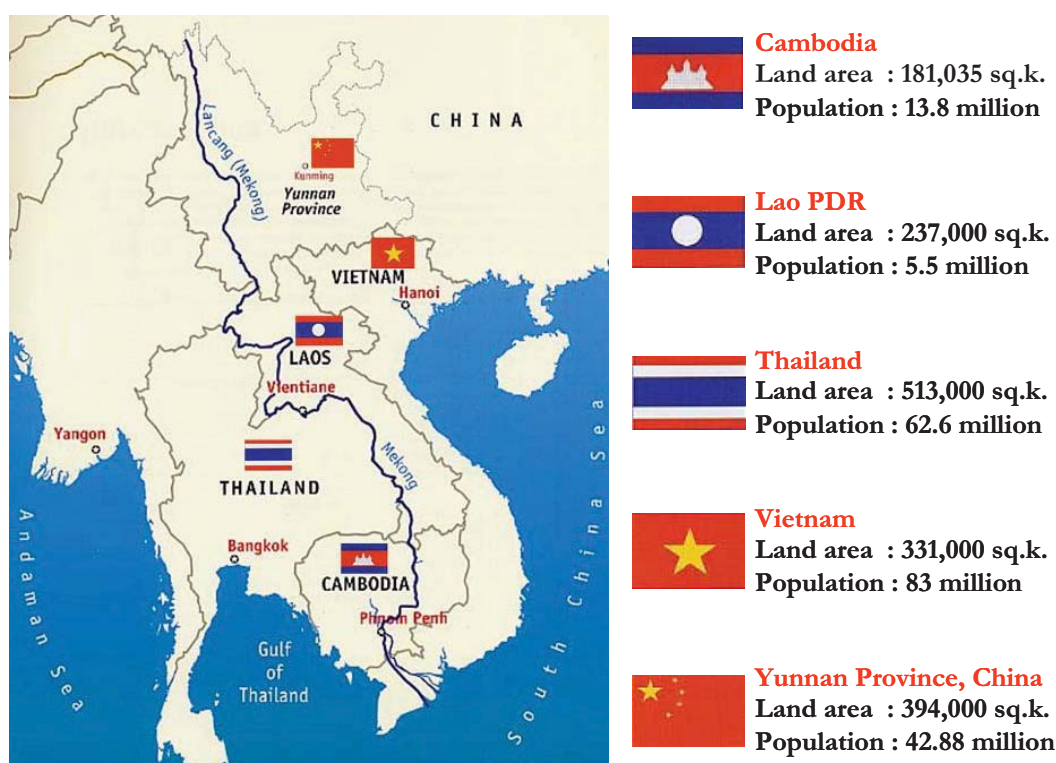 CHINA
Lancang (Mekong)
Kunming
Yunnan
Province
VIETNAM
Hanoi
LAOS
Vientiane
Yangon
Mekong
THAILAND
Bangkok
CAMBODIA
Phnom Penh
Gulf
of
Thailand
Andaman Sea
South China Sea
Cambodia
Land area : 181,035 sq.k.
Population : 13.8 million
Lao PDR
Land area : 237,000 sq.k.
Population : 5.5 million
Thailand
Land area : 513,000 sq.k.
Population : 62.6 million
Vietnam
Land area : 331,000 sq.k.
Population : 83 million
Yunnan Province, China
Land area : 394,000 sq.k.
Population : 42.88 million